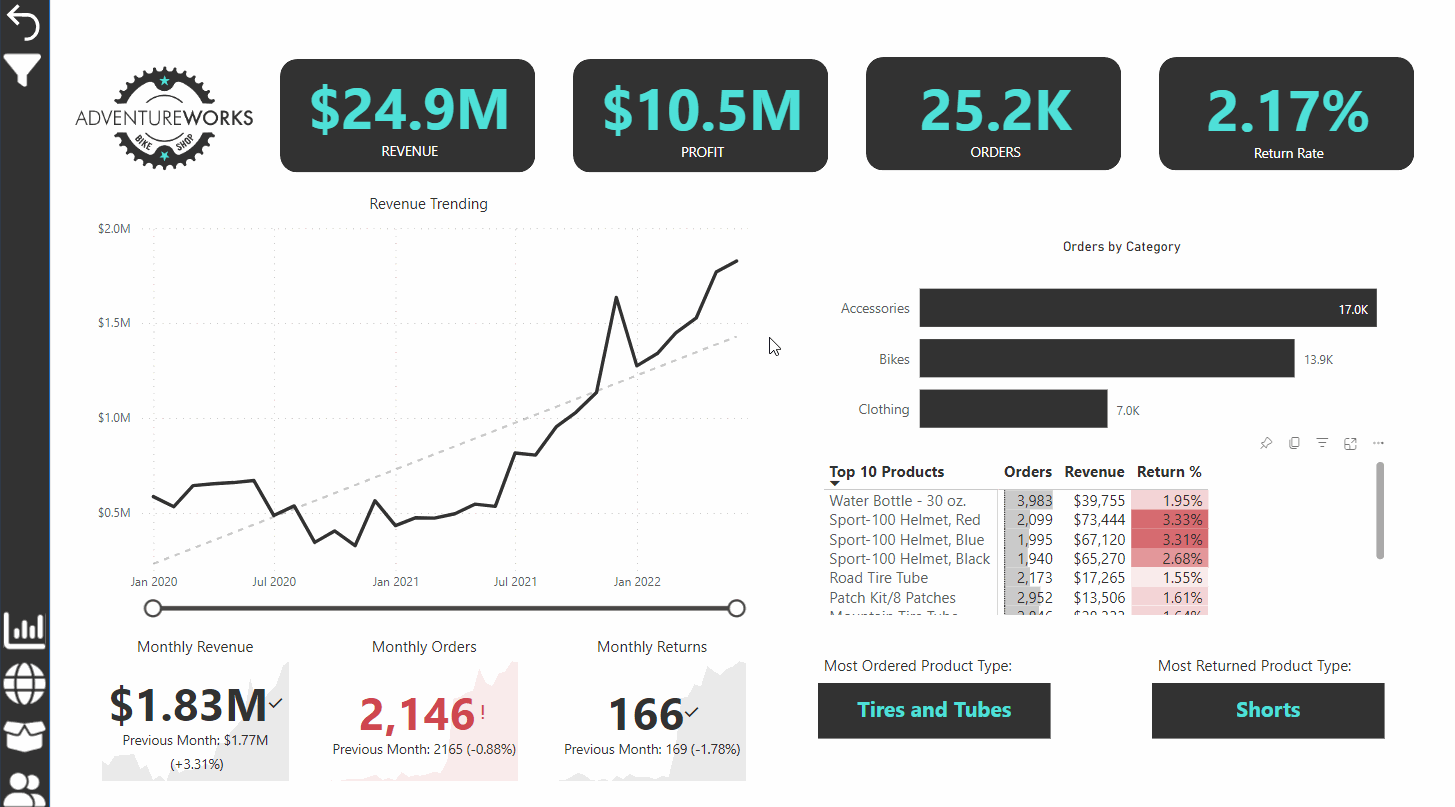 ADVENTUREWORKS
BIKE SHOP
$24.9M
REVENUE
$10.5M
PROFIT
25.2K
ORDERS
2.17%
Return Rate
Revenue Trending
$2.0M
$1.5M
$1.0M
$0.5M
Jan 2020 Jul 2020 Jan 2021 Jul 2021 Jan 2022
Orders by Category
Accessories 17.0K
Bikes 13.9K
Clothing 7.0K
Top 10 Products Orders Revenue Return %
Water Bottle - 30 oz. 3,983 $39,755 1.95%
Sport-100 Helmet, Red 2,099 $73,444 3.33%
Sport-100 Helmet, Blue 1,995 $67,120 3.31%
Sport-100 Helmet, Black 1,940 $65,270 2.68%
Road Tire Tube 2,173 $17,265 1.55%
Patch Kit/8 Patches 2,952 $13,506 1.61%
Mountain Tire Tube
Monthly Revenue
$1.83M
Previous Month: $1.77M
(+3.31%)
Monthly Orders
2,146 !
Previous Month: 2165 (-0.88%)
Monthly Returns
166
Previous Month: 169 (-1.78%)
Most Ordered Product Type:
Tires and Tubes
Most Returned Product Type:
Shorts